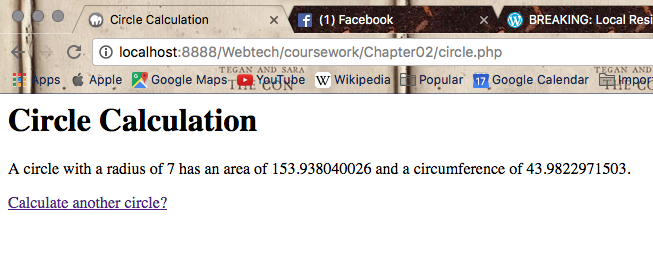 Circle Calculation
(1) Facebook
BREAKING: Local Resi
localhost:8888/Webtech/coursework/Chapter02/circle.php
TEGAN AND SARA
THE CON
Apps
Apple
Google Maps
YouTube
Wikipedia
Popular
17
Google Calendar
Impor
TEGAN AND SARA
THE CON
Circle Calculation
A circle with a radius of 7 has an area of 153.938040026 and a circumference of 43.9822971503.
Calculate another circle?